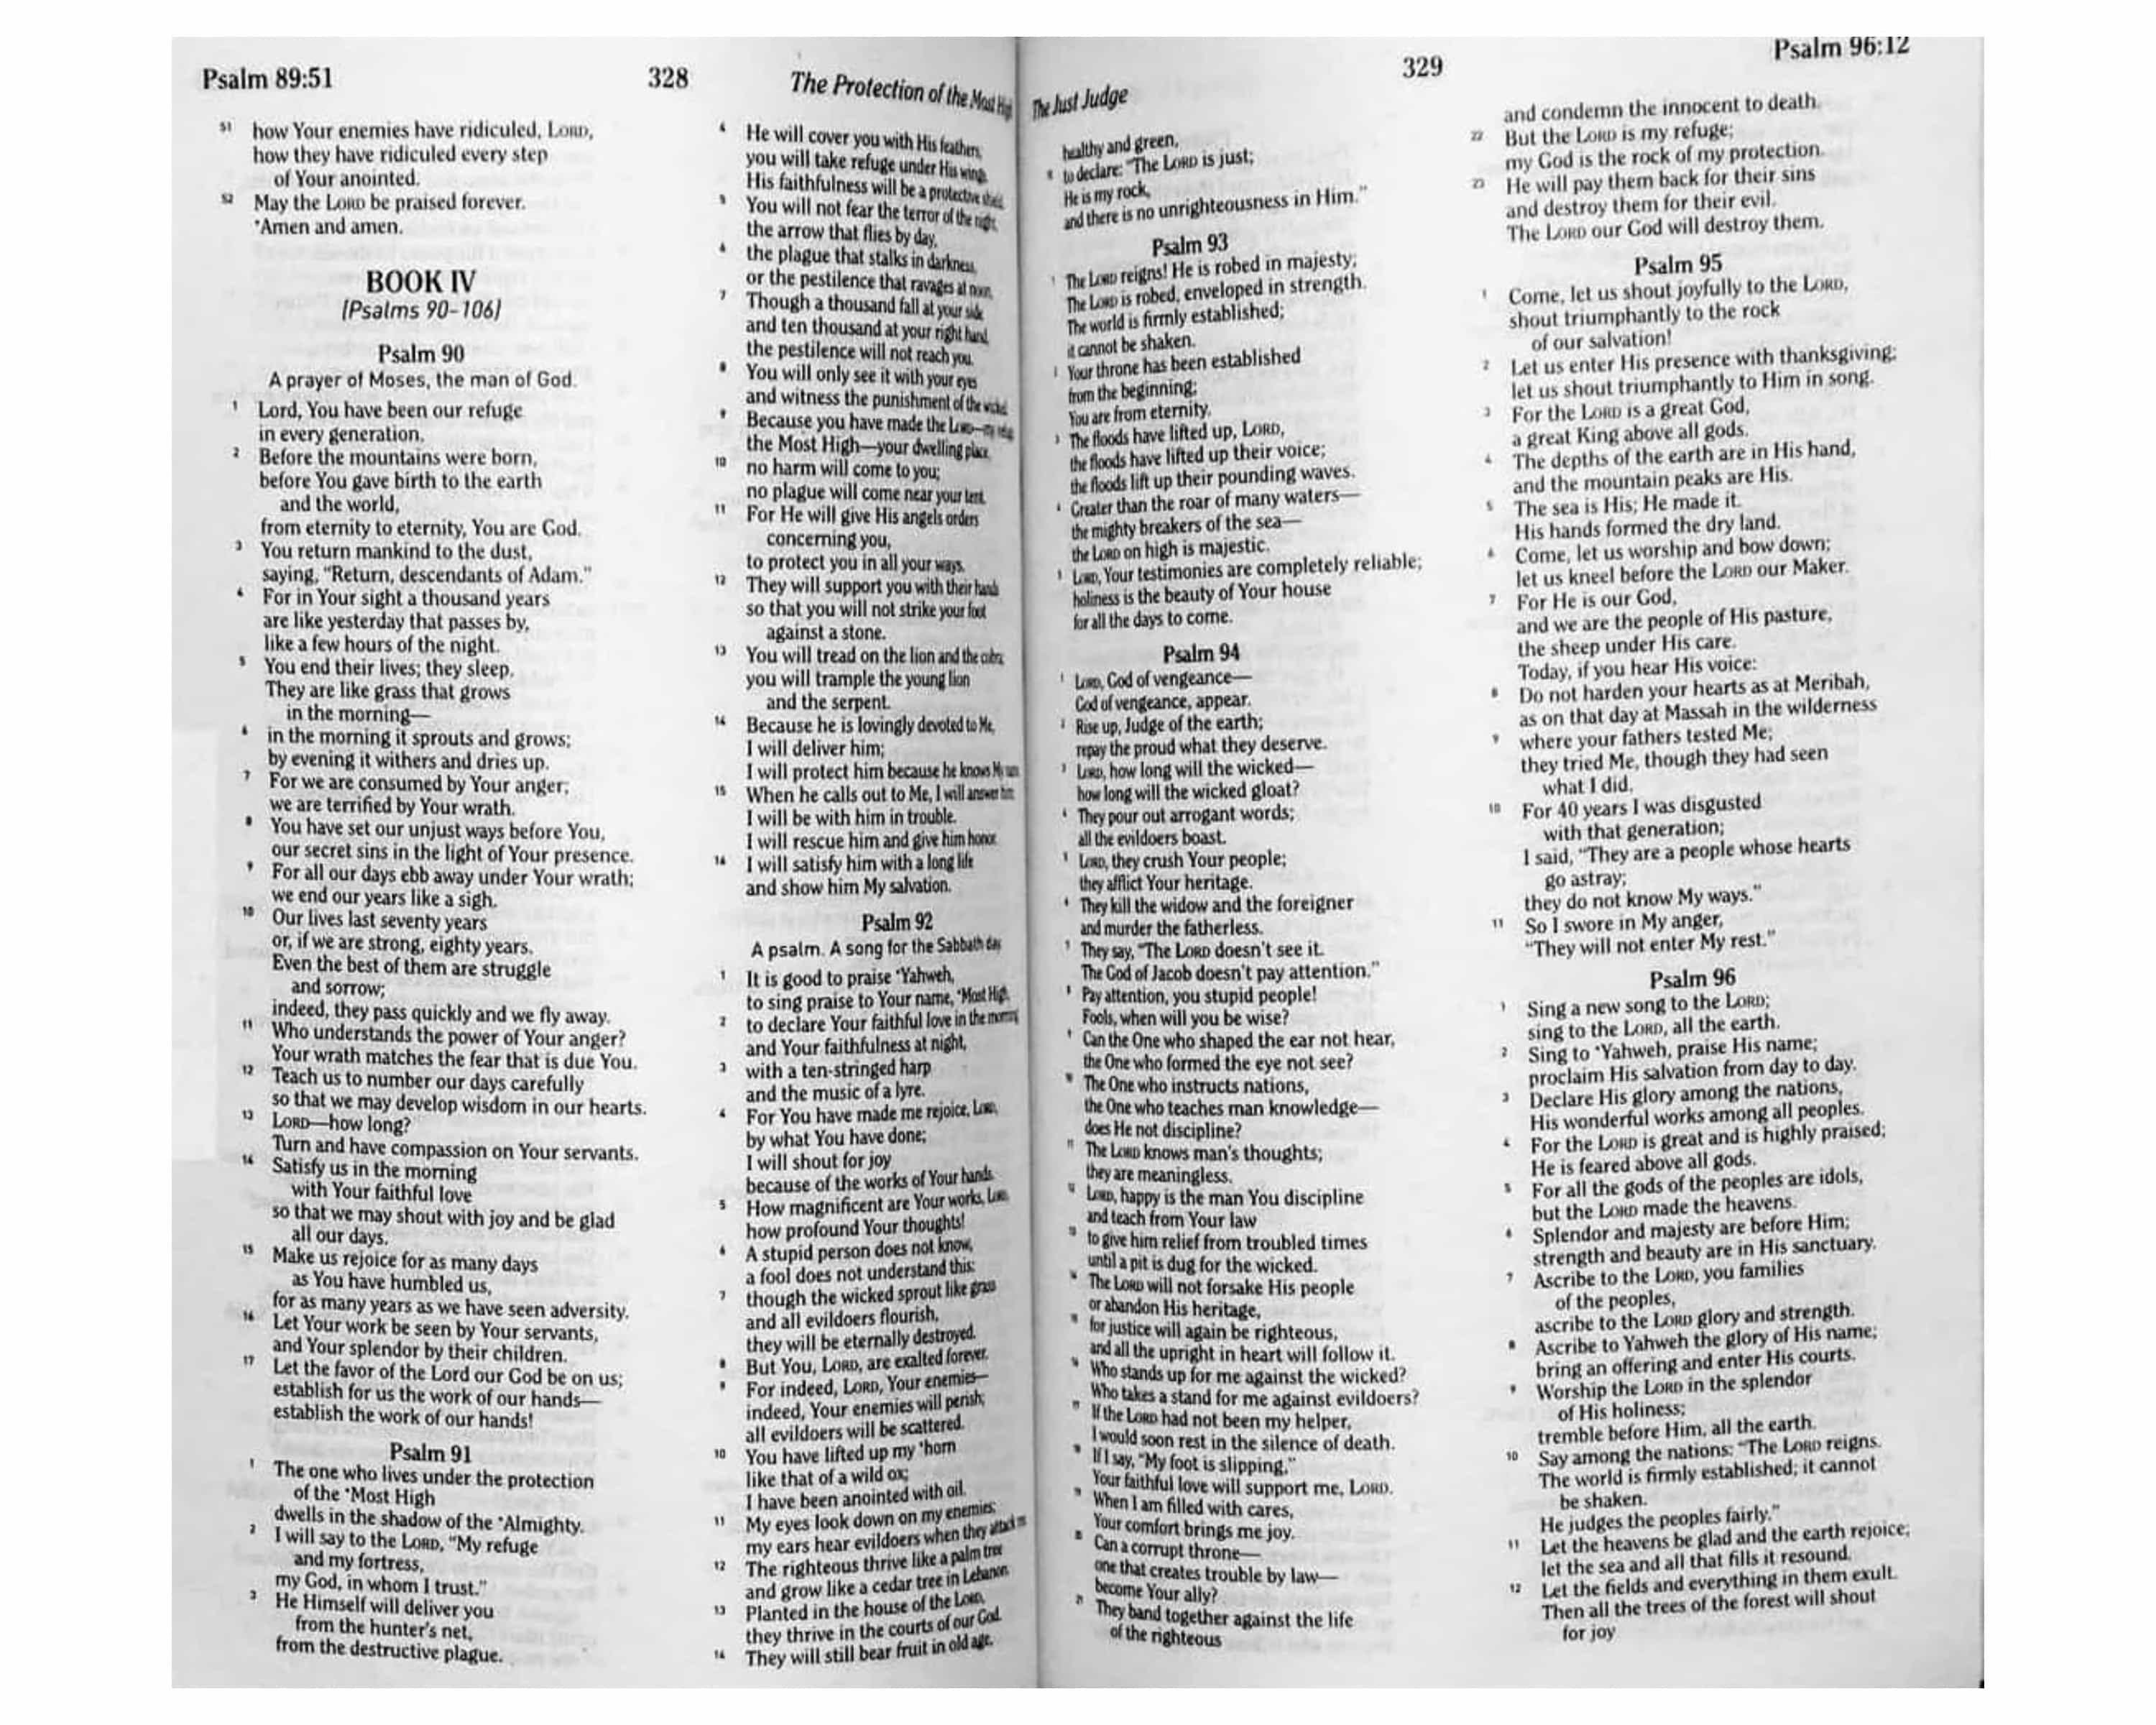 Psalm 89:51
328
The Protection of the Most High
51 how Your enemies have ridiculed, LORD,
how they have ridiculed every step
of Your anointed.
52 May the LORD be praised forever.
*Amen and amen.
BOOK IV
(Psalms 90–106)
Psalm 90
A prayer of Moses, the man of God.
1 Lord, You have been our refuge
in every generation.
2 Before the mountains were born,
before You gave birth to the earth
and the world,
from eternity to eternity, You are God.
3 You return mankind to the dust,
saying, "Return, descendants of Adam."
4 For in Your sight a thousand years
are like yesterday that passes by,
like a few hours of the night.
5 You end their lives; they sleep.
They are like grass that grows
in the morning—
6 in the morning it sprouts and grows;
by evening it withers and dries up.
7 For we are consumed by Your anger;
we are terrified by Your wrath.
8 You have set our unjust ways before You,
our secret sins in the light of Your presence.
9 For all our days ebb away under Your wrath;
we end our years like a sigh.
10 Our lives last seventy years
or, if we are strong, eighty years.
Even the best of them are struggle
and sorrow;
indeed, they pass quickly and we fly away.
11 Who understands the power of Your anger?
Your wrath matches the fear that is due You.
12 Teach us to number our days carefully
so that we may develop wisdom in our hearts.
13 LORD—how long?
Turn and have compassion on Your servants.
14 Satisfy us in the morning
with Your faithful love
so that we may shout with joy and be glad
all our days.
15 Make us rejoice for as many days
as You have humbled us,
for as many years as we have seen adversity.
16 Let Your work be seen by Your servants,
and Your splendor by their children.
17 Let the favor of the Lord our God be on us;
establish for us the work of our hands—
establish the work of our hands!
Psalm 91
1 The one who lives under the protection
of the *Most High
dwells in the shadow of the *Almighty.
2 I will say to the LORD, "My refuge
and my fortress,
my God, in whom I trust."
3 He Himself will deliver you
from the hunter's net,
from the destructive plague.
4 He will cover you with His feathers;
you will take refuge under His wings.
His faithfulness will be a protective shield.
5 You will not fear the terror of the night,
the arrow that flies by day,
6 the plague that stalks in darkness,
or the pestilence that ravages at noon.
7 Though a thousand fall at your side
and ten thousand at your right hand,
the pestilence will not reach you.
8 You will only see it with your eyes
and witness the punishment of the wicked.
9 Because you have made the LORD—my refuge,
the Most High—your dwelling place,
10 no harm will come to you;
no plague will come near your tent.
11 For He will give His angels orders
concerning you,
to protect you in all your ways.
12 They will support you with their hands
so that you will not strike your foot
against a stone.
13 You will tread on the lion and the cobra;
you will trample the young lion
and the serpent.
14 Because he is lovingly devoted to Me,
I will deliver him;
I will protect him because he knows My name.
15 When he calls out to Me, I will answer him;
I will be with him in trouble.
I will rescue him and give him honor.
16 I will satisfy him with a long life
and show him My salvation.
Psalm 92
A psalm. A song for the Sabbath day.
1 It is good to praise *Yahweh,
to sing praise to Your name, *Most High,
2 to declare Your faithful love in the morning
and Your faithfulness at night,
3 with a ten-stringed harp
and the music of a lyre.
4 For You have made me rejoice, LORD,
by what You have done;
I will shout for joy
because of the works of Your hands.
5 How magnificent are Your works, LORD,
how profound Your thoughts!
6 A stupid person does not know,
a fool does not understand this:
7 though the wicked sprout like grass
and all evildoers flourish,
they will be eternally destroyed.
8 But You, LORD, are exalted forever.
9 For indeed, LORD, Your enemies—
indeed, Your enemies will perish;
all evildoers will be scattered.
10 You have lifted up my *horn
like that of a wild ox;
I have been anointed with oil.
11 My eyes look down on my enemies;
my ears hear evildoers when they attack me.
12 The righteous thrive like a palm tree
and grow like a cedar tree in Lebanon.
13 Planted in the house of the LORD,
they thrive in the courts of our God.
14 They will still bear fruit in old age,
The Just Judge
329
Psalm 96:12
healthy and green,
15 to declare: "The LORD is just;
He is my rock,
and there is no unrighteousness in Him."
Psalm 93
1 The LORD reigns! He is robed in majesty;
The LORD is robed, enveloped in strength.
The world is firmly established;
it cannot be shaken.
2 Your throne has been established
from the beginning;
You are from eternity.
3 The floods have lifted up, LORD,
the floods have lifted up their voice;
the floods lift up their pounding waves.
4 Greater than the roar of many waters—
the mighty breakers of the sea—
the LORD on high is majestic.
5 LORD, Your testimonies are completely reliable;
holiness is the beauty of Your house
for all the days to come.
Psalm 94
1 LORD, God of vengeance—
God of vengeance, appear.
2 Rise up, Judge of the earth;
repay the proud what they deserve.
3 LORD, how long will the wicked—
how long will the wicked gloat?
4 They pour out arrogant words;
all the evildoers boast.
5 LORD, they crush Your people;
they afflict Your heritage.
6 They kill the widow and the foreigner
and murder the fatherless.
7 They say, "The LORD doesn't see it.
The God of Jacob doesn't pay attention."
8 Pay attention, you stupid people!
Fools, when will you be wise?
9 Can the One who shaped the ear not hear,
the One who formed the eye not see?
10 The One who instructs nations,
the One who teaches man knowledge—
does He not discipline?
11 The LORD knows man's thoughts;
they are meaningless.
12 LORD, happy is the man You discipline
and teach from Your law
13 to give him relief from troubled times
until a pit is dug for the wicked.
14 The LORD will not forsake His people
or abandon His heritage,
15 for justice will again be righteous,
and all the upright in heart will follow it.
16 Who stands up for me against the wicked?
Who takes a stand for me against evildoers?
17 If the LORD had not been my helper,
I would soon rest in the silence of death.
18 If I say, "My foot is slipping,"
Your faithful love will support me, LORD.
19 When I am filled with cares,
Your comfort brings me joy.
20 Can a corrupt throne—
one that creates trouble by law—
become Your ally?
21 They band together against the life
of the righteous
and condemn the innocent to death.
22 But the LORD is my refuge;
my God is the rock of my protection.
23 He will pay them back for their sins
and destroy them for their evil.
The LORD our God will destroy them.
Psalm 95
1 Come, let us shout joyfully to the LORD,
shout triumphantly to the rock
of our salvation!
2 Let us enter His presence with thanksgiving;
let us shout triumphantly to Him in song.
3 For the LORD is a great God,
a great King above all gods.
4 The depths of the earth are in His hand,
and the mountain peaks are His.
5 The sea is His; He made it.
His hands formed the dry land.
6 Come, let us worship and bow down;
let us kneel before the LORD our Maker.
7 For He is our God,
and we are the people of His pasture,
the sheep under His care.
Today, if you hear His voice:
8 Do not harden your hearts as at Meribah,
as on that day at Massah in the wilderness
9 where your fathers tested Me;
they tried Me, though they had seen
what I did.
10 For 40 years I was disgusted
with that generation;
I said, "They are a people whose hearts
go astray;
they do not know My ways."
11 So I swore in My anger,
"They will not enter My rest."
Psalm 96
1 Sing a new song to the LORD;
sing to the LORD, all the earth.
2 Sing to *Yahweh, praise His name;
proclaim His salvation from day to day.
3 Declare His glory among the nations,
His wonderful works among all peoples.
4 For the LORD is great and is highly praised;
He is feared above all gods.
5 For all the gods of the peoples are idols,
but the LORD made the heavens.
6 Splendor and majesty are before Him;
strength and beauty are in His sanctuary.
7 Ascribe to the LORD, you families
of the peoples,
ascribe to the LORD glory and strength.
8 Ascribe to Yahweh the glory of His name;
bring an offering and enter His courts.
9 Worship the LORD in the splendor
of His holiness;
tremble before Him, all the earth.
10 Say among the nations: "The LORD reigns.
The world is firmly established; it cannot
be shaken.
He judges the peoples fairly."
11 Let the heavens be glad and the earth rejoice;
let the sea and all that fills it resound.
12 Let the fields and everything in them exult.
Then all the trees of the forest will shout
for joy